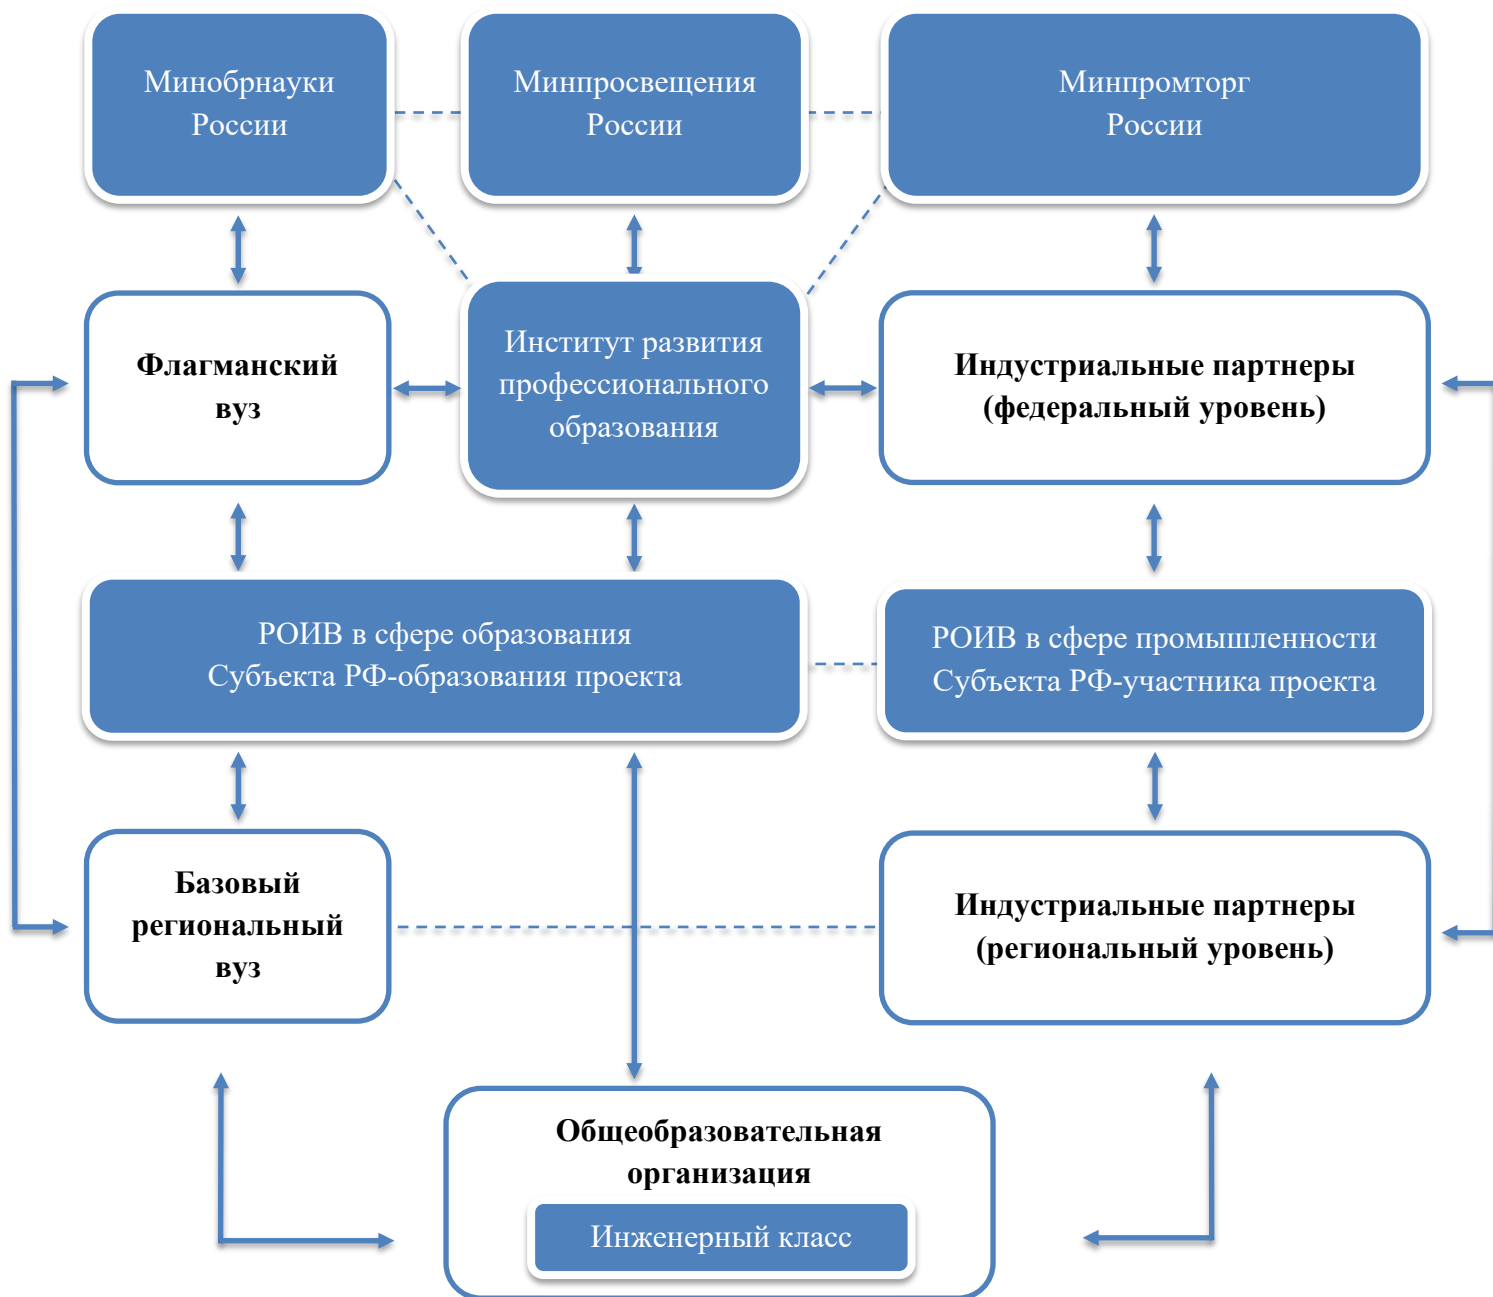 Минобрнауки
России
Минпросвещения
России
Минпромторг
России
Флагманский
вуз
Институт развития
профессионального
образования
Индустриальные партнеры
(федеральный уровень)
РОИВ в сфере образования
Субъекта РФ-образования проекта
РОИВ в сфере промышленности
Субъекта РФ-участника проекта
Базовый
региональный
вуз
Индустриальные партнеры
(региональный уровень)
Общеобразовательная
организация
Инженерный класс